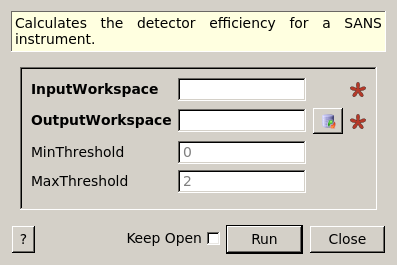 Calculates the detector efficiency for a SANS
instrument.
InputWorkspace
OutputWorkspace
MinThreshold 0
MaxThreshold 2
? Keep Open Run Close